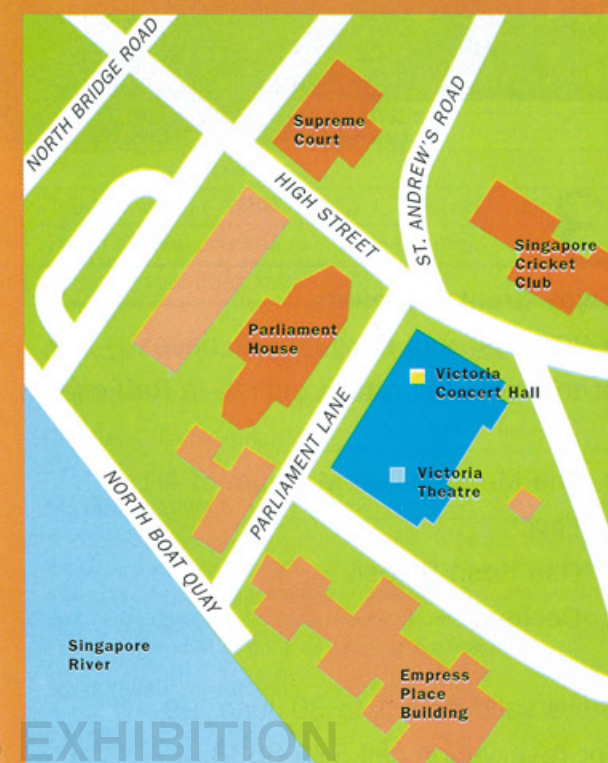 NORTH BRIDGE ROAD
Supreme
Court
ST. ANDREW'S ROAD
HIGH STREET
Singapore
Cricket
Club
Parliament
House
Victoria
Concert Hall
PARLIAMENT LANE
Victoria
Theatre
NORTH BOAT QUAY
Singapore
River
Empress
Place
Building
EXHIBITION